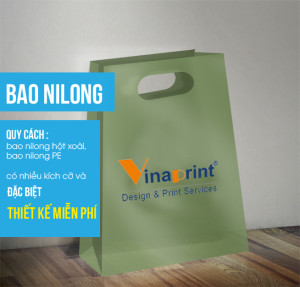 BAO NILONG
QUY CÁCH :
bao nilong hột xoài,
bao nilong PE
có nhiều kích cỡ và
ĐẶC BIỆT
THIẾT KẾ MIỄN PHÍ
Vinaprint®
Design & Print Services